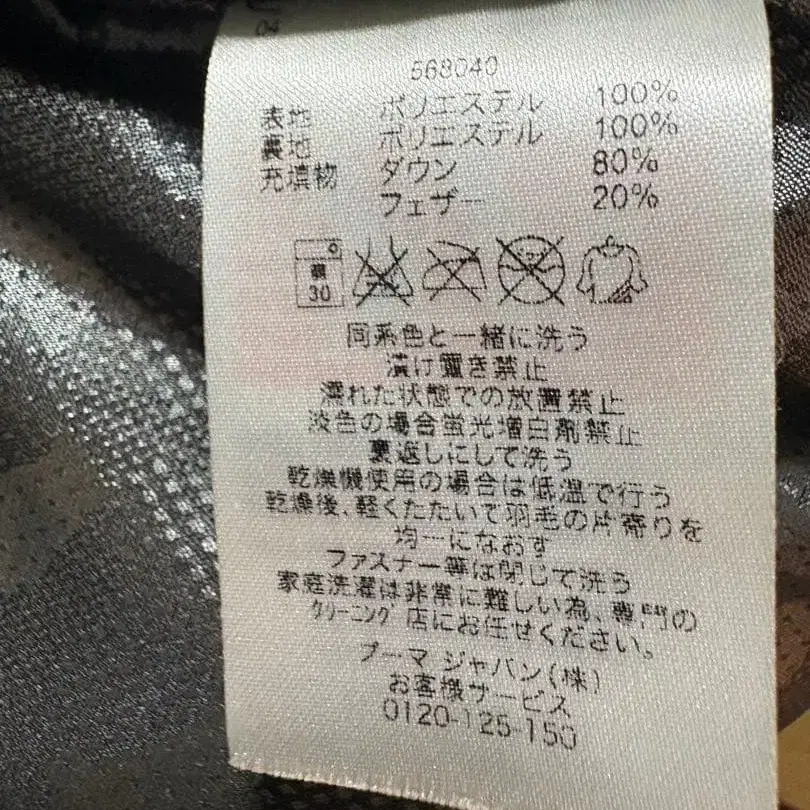 04
568040
表地 ポリエステル 100%
裏地 ポリエステル 100%
充填物 ダウン 80%
フェザー 20%
弱
30
同系色と一緒に洗う
漬け置き禁止
濡れた状態での放置禁止
淡色の場合蛍光増白剤禁止
裏返しにして洗う
乾燥機使用の場合は低温で行う
乾燥後、軽くたたいて羽毛の片寄りを
均一になおす
ファスナー等は閉じて洗う
家庭洗濯は非常に難しい為、専門の
クリーニング 店にお任せください。
プーマ ジャパン(株)
お客様サービス
0120-125-150